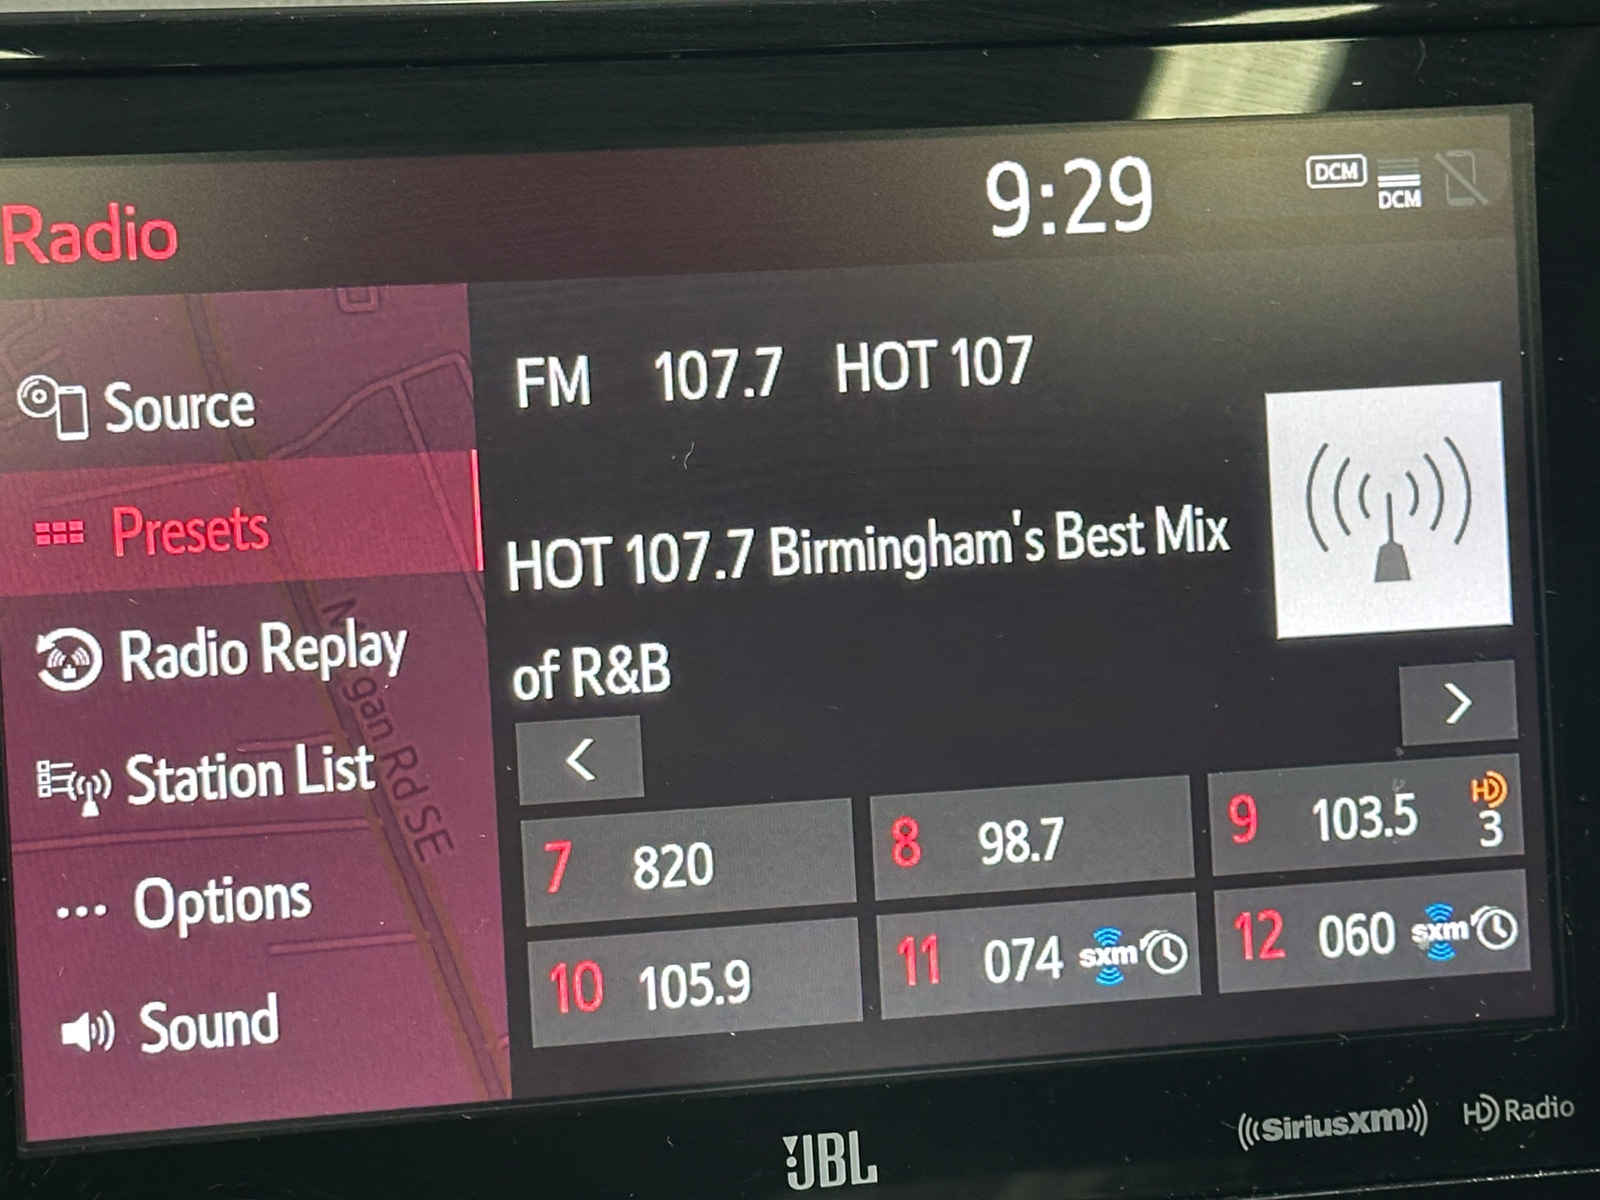 Radio
9:29
DCM
DCM
Source
Presets
Radio Replay
Station List
Options
Sound
FM 107.7 HOT 107
HOT 107.7 Birmingham's Best Mix
of R&B
<
>
7 820
8 98.7
9 103.5 HD 3
10 105.9
11 074 sxm
12 060 sxm
JBL
((SiriusXM))
HD Radio